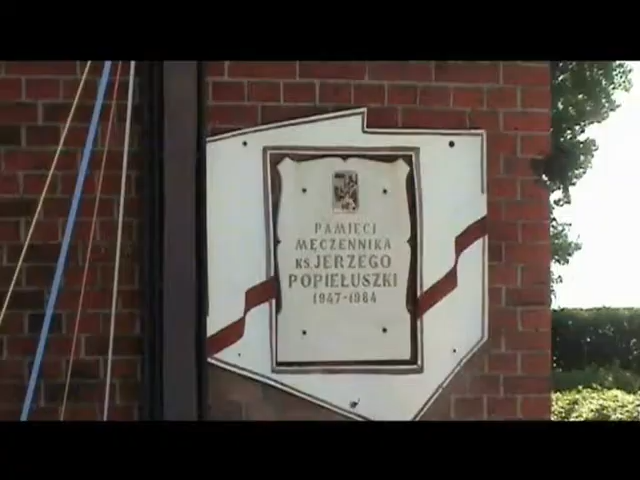 PAMIĘCI
MĘCZENNIKA
KS. JERZEGO
POPIEŁUSZKI
1947-1984